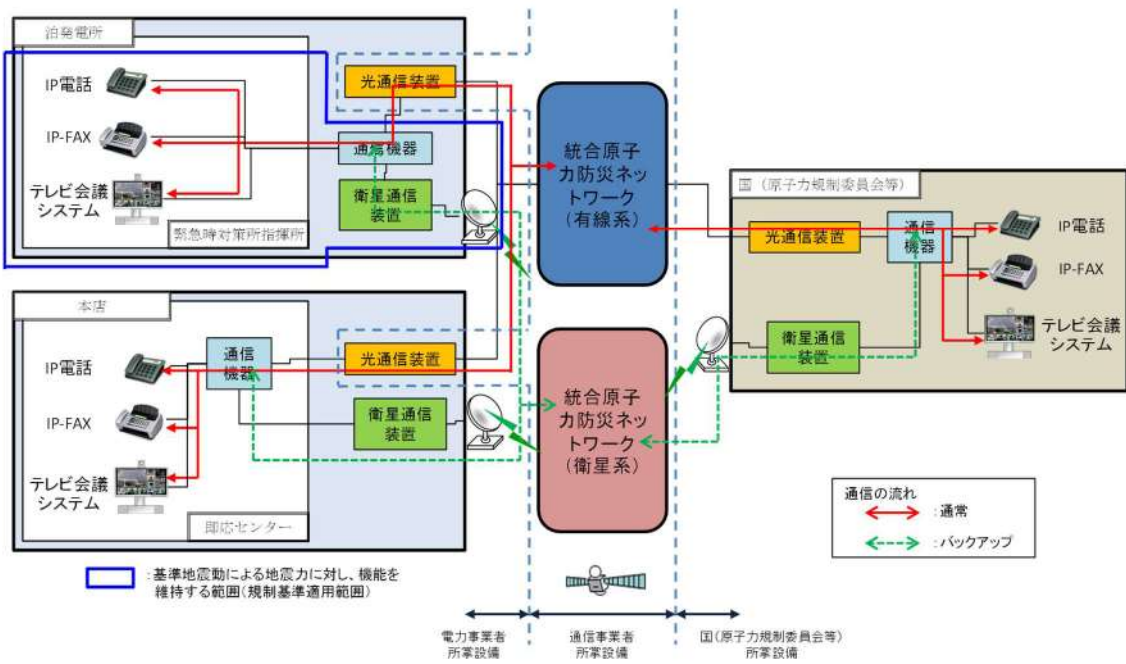 泊発電所
IP電話
IP-FAX
テレビ会議
システム
緊急時対策所指揮所
光通信装置
通信機器
衛星通信
装置
本店
IP電話
IP-FAX
テレビ会議
システム
即応センター
通信
機器
光通信装置
衛星通信
装置
統合原子
力防災ネッ
トワーク
(有線系)
統合原子
力防災ネッ
トワーク
(衛星系)
国(原子力規制委員会等)
光通信装置
通信
機器
衛星通信
装置
IP電話
IP-FAX
テレビ会議
システム
通信の流れ
:通常
:バックアップ
:基準地震動による地震力に対し、機能を
維持する範囲(規制基準適用範囲)
電力事業者
所掌設備
通信事業者
所掌設備
国(原子力規制委員会等)
所掌設備